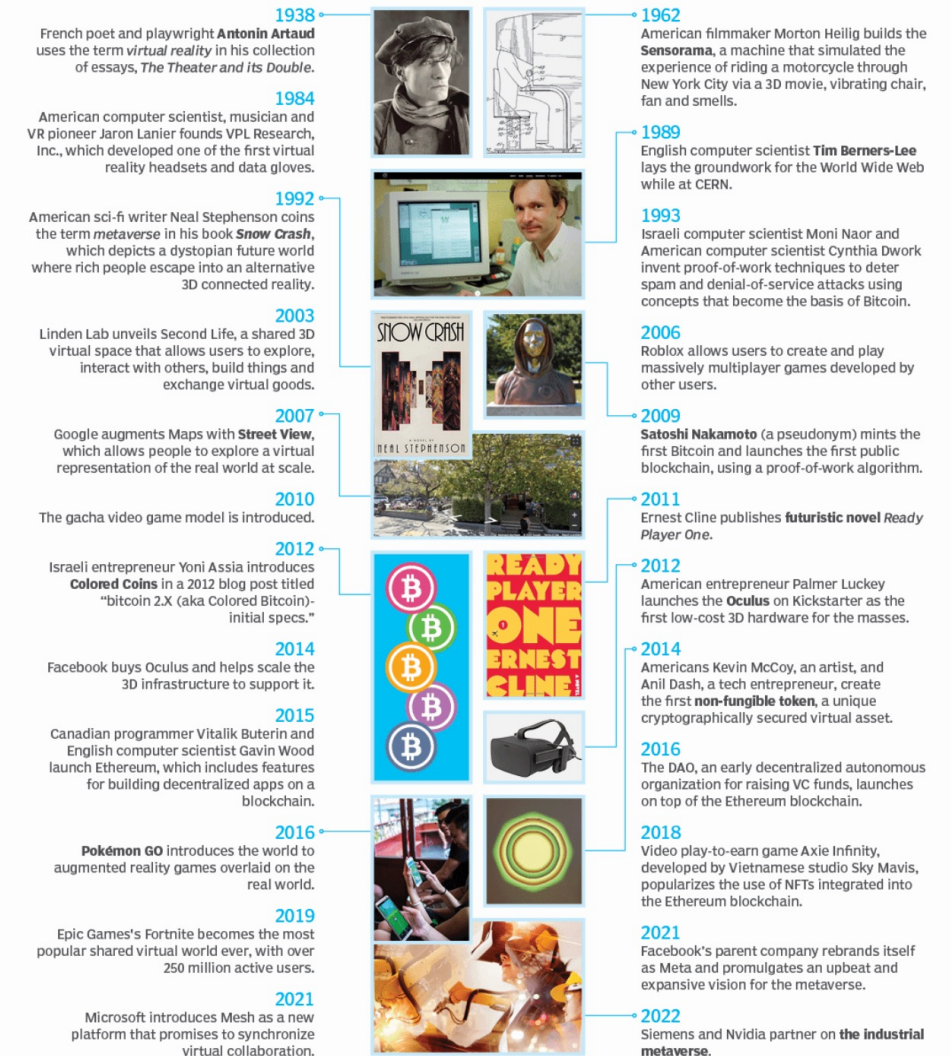 1938
French poet and playwright Antonin Artaud
uses the term virtual reality in his collection
of essays, The Theater and its Double.
1962
American filmmaker Morton Heilig builds the
Sensorama, a machine that simulated the
experience of riding a motorcycle through
New York City via a 3D movie, vibrating chair,
fan and smells.
1984
American computer scientist, musician and
VR pioneer Jaron Lanier founds VPL Research,
Inc., which developed one of the first virtual
reality headsets and data gloves.
1989
English computer scientist Tim Berners-Lee
lays the groundwork for the World Wide Web
while at CERN.
1992
American sci-fi writer Neal Stephenson coins
the term metaverse in his book Snow Crash,
which depicts a dystopian future world
where rich people escape into an alternative
3D connected reality.
1993
Israeli computer scientist Moni Naor and
American computer scientist Cynthia Dwork
invent proof-of-work techniques to deter
spam and denial-of-service attacks using
concepts that become the basis of Bitcoin.
2003
Linden Lab unveils Second Life, a shared 3D
virtual space that allows users to explore,
interact with others, build things and
exchange virtual goods.
SNOW CRASH
A NOVEL BY
NEAL STEPHENSON
2006
Roblox allows users to create and play
massively multiplayer games developed by
other users.
2007
Google augments Maps with Street View,
which allows people to explore a virtual
representation of the real world at scale.
2009
Satoshi Nakamoto (a pseudonym) mints the
first Bitcoin and launches the first public
blockchain, using a proof-of-work algorithm.
2010
The gacha video game model is introduced.
2011
Ernest Cline publishes futuristic novel Ready
Player One.
2012
Israeli entrepreneur Yoni Assia introduces
Colored Coins in a 2012 blog post titled
“bitcoin 2.X (aka Colored Bitcoin)-
initial specs.”
READY
PLAYER
ONE
ERNEST
CLINE
2012
American entrepreneur Palmer Luckey
launches the Oculus on Kickstarter as the
first low-cost 3D hardware for the masses.
2014
Facebook buys Oculus and helps scale the
3D infrastructure to support it.
2014
Americans Kevin McCoy, an artist, and
Anil Dash, a tech entrepreneur, create
the first non-fungible token, a unique
cryptographically secured virtual asset.
2015
Canadian programmer Vitalik Buterin and
English computer scientist Gavin Wood
launch Ethereum, which includes features
for building decentralized apps on a
blockchain.
2016
The DAO, an early decentralized autonomous
organization for raising VC funds, launches
on top of the Ethereum blockchain.
2016
Pokémon GO introduces the world to
augmented reality games overlaid on the
real world.
2018
Video play-to-earn game Axie Infinity,
developed by Vietnamese studio Sky Mavis,
popularizes the use of NFTs integrated into
the Ethereum blockchain.
2019
Epic Games's Fortnite becomes the most
popular shared virtual world ever, with over
250 million active users.
2021
Facebook's parent company rebrands itself
as Meta and promulgates an upbeat and
expansive vision for the metaverse.
2021
Microsoft introduces Mesh as a new
platform that promises to synchronize
virtual collaboration.
2022
Siemens and Nvidia partner on the industrial
metaverse.